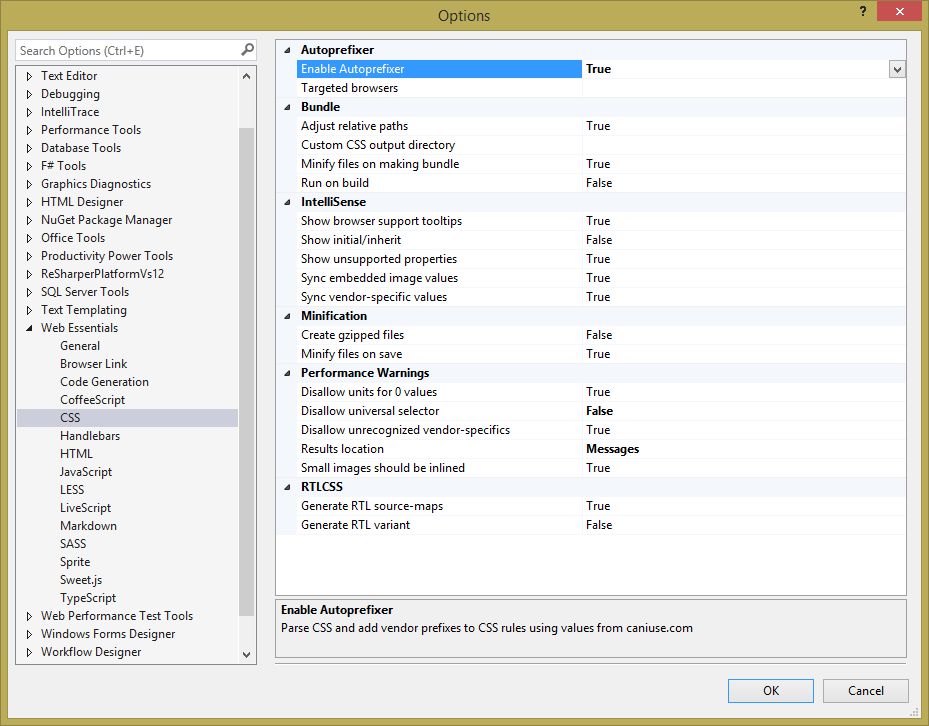 Options
?
Search Options (Ctrl+E)
Text Editor
Debugging
IntelliTrace
Performance Tools
Database Tools
F# Tools
Graphics Diagnostics
HTML Designer
NuGet Package Manager
Office Tools
Productivity Power Tools
ReSharperPlatformVs12
SQL Server Tools
Text Templating
Web Essentials
General
Browser Link
Code Generation
CoffeeScript
CSS
Handlebars
HTML
JavaScript
LESS
LiveScript
Markdown
SASS
Sprite
Sweet.js
TypeScript
Web Performance Test Tools
Windows Forms Designer
Workflow Designer
Autoprefixer
Enable Autoprefixer True
Targeted browsers
Bundle
Adjust relative paths True
Custom CSS output directory
Minify files on making bundle True
Run on build False
IntelliSense
Show browser support tooltips True
Show initial/inherit False
Show unsupported properties True
Sync embedded image values True
Sync vendor-specific values True
Minification
Create gzipped files False
Minify files on save True
Performance Warnings
Disallow units for 0 values True
Disallow universal selector False
Disallow unrecognized vendor-specifics True
Results location Messages
Small images should be inlined True
RTLCSS
Generate RTL source-maps True
Generate RTL variant False
Enable Autoprefixer
Parse CSS and add vendor prefixes to CSS rules using values from caniuse.com
OK Cancel